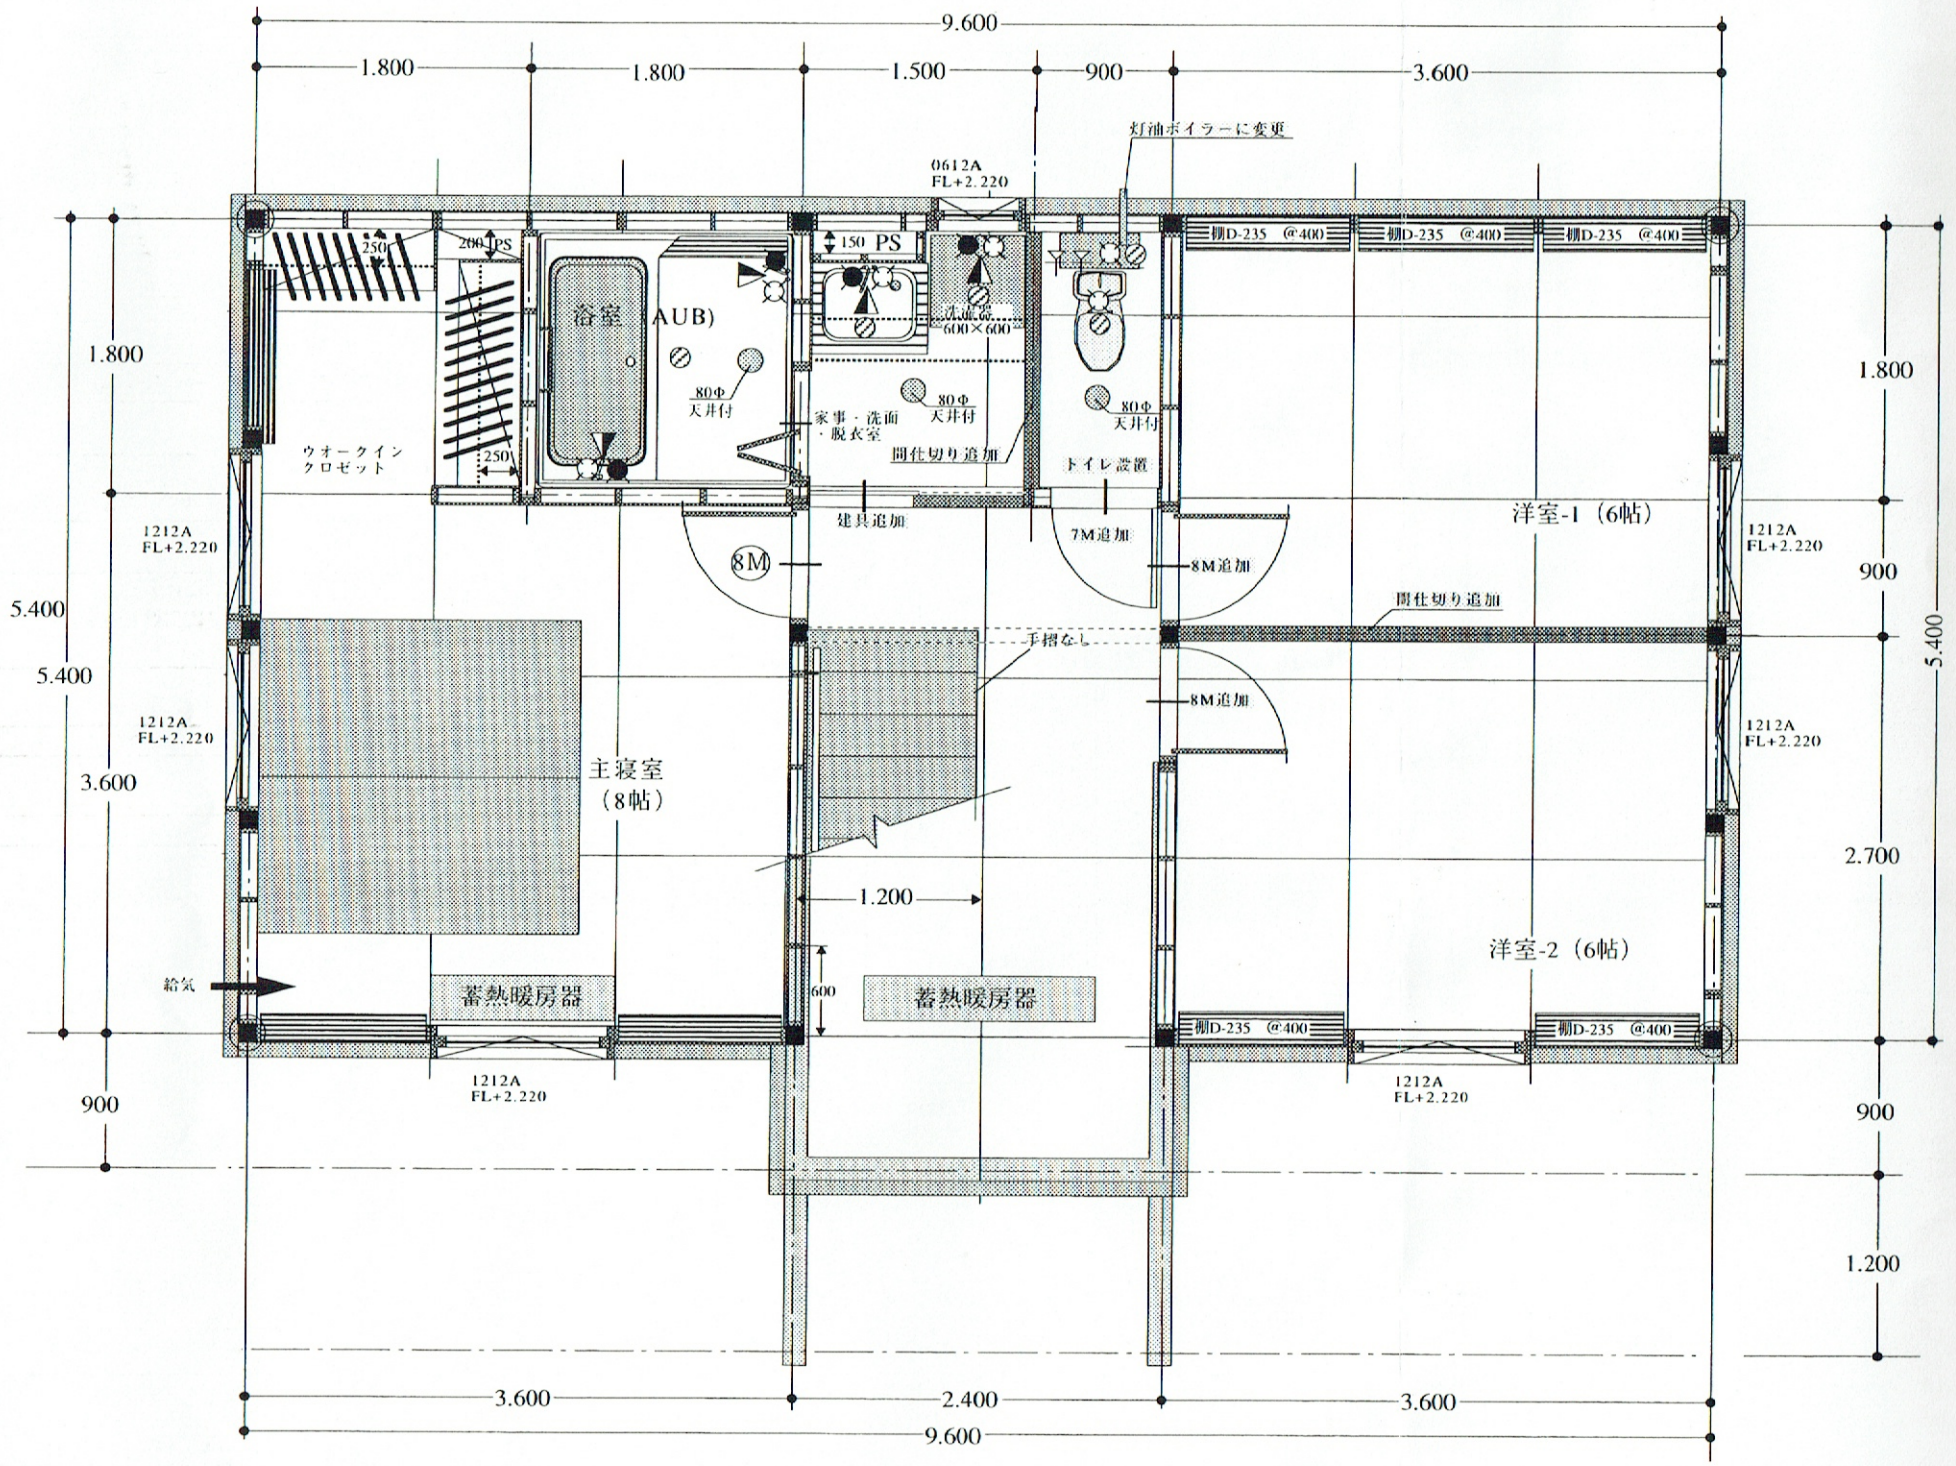 9.600
1.800
1.800
1.500
900
3.600
灯油ボイラーに変更
0612A
FL+2.220
250
200 PS
150 PS
棚D-235 @400
棚D-235 @400
棚D-235 @400
浴室 (AUB)
洗濯器
600×600
1.800
1.800
80Φ
天井付
80Φ
天井付
80Φ
天井付
家事・洗面
・脱衣室
間仕切り追加
トイレ設置
ウオークイン
クロゼット
250
洋室-1（6帖）
建具追加
1212A
FL+2.220
7M追加
1212A
FL+2.220
8M
8M追加
900
間仕切り追加
5.400
手摺なし
5.400
5.400
8M追加
1212A
FL+2.220
1212A
FL+2.220
3.600
主寝室
（8帖）
2.700
1.200
洋室-2（6帖）
給気
蓄熱暖房器
600
蓄熱暖房器
棚D-235 @400
棚D-235 @400
1212A
FL+2.220
1212A
FL+2.220
900
900
1.200
3.600
2.400
3.600
9.600